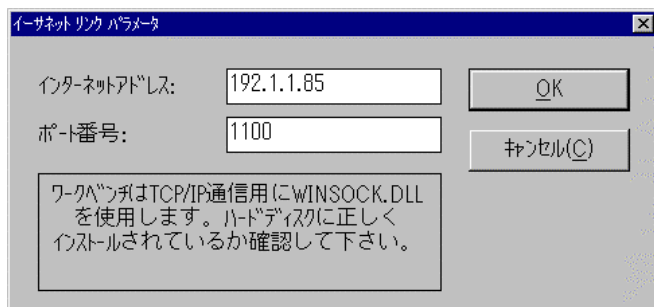 イーサネット リンク パラメータ
インターネットアドレス:
192.1.1.85
OK
ポート番号:
1100
キャンセル(C)
ワークベンチはTCP/IP通信用にWINSOCK.DLL
を使用します。ハードディスクに正しく
インストールされているか確認して下さい。